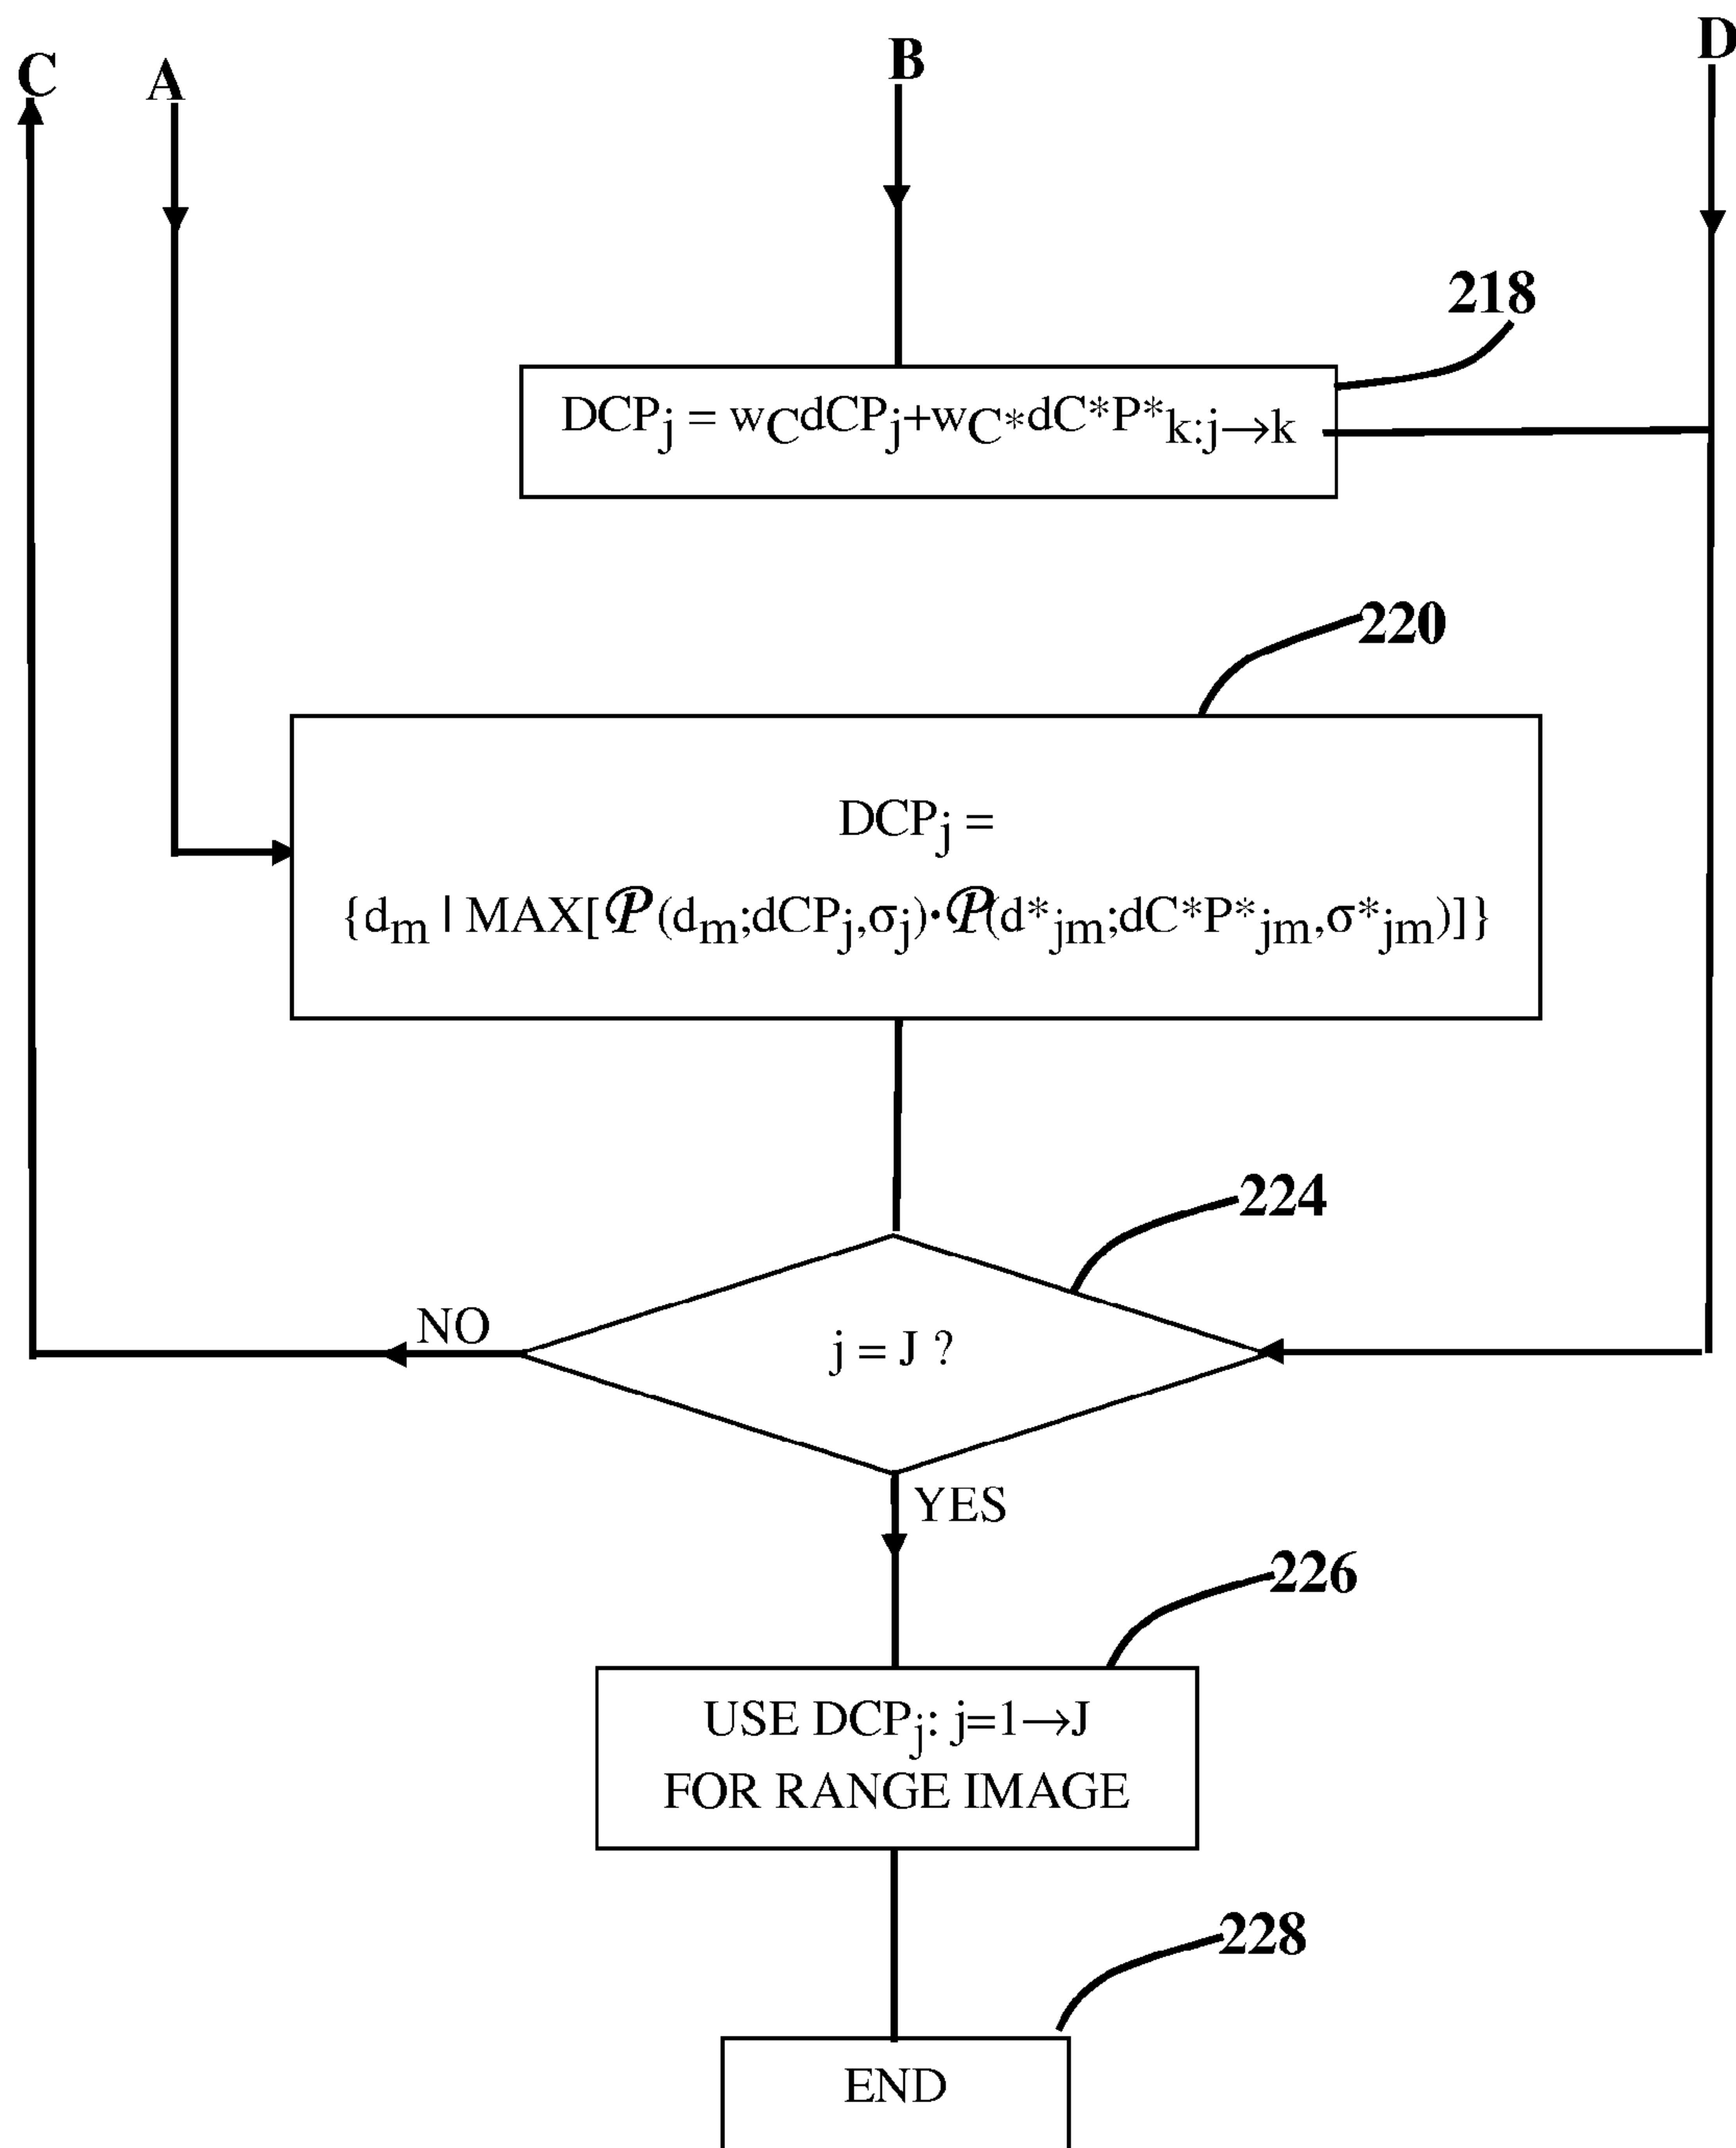 C A B D
218
DCPj = wCdCPj+wC*dC*P*k:j→k
220
DCPj =
{dm | MAX[𝒫(dm;dCPj,σj)·𝒫(d*jm;dC*P*jm,σ*jm)]}
224
NO
j = J ?
YES
226
USE DCPj: j=1→J
FOR RANGE IMAGE
228
END